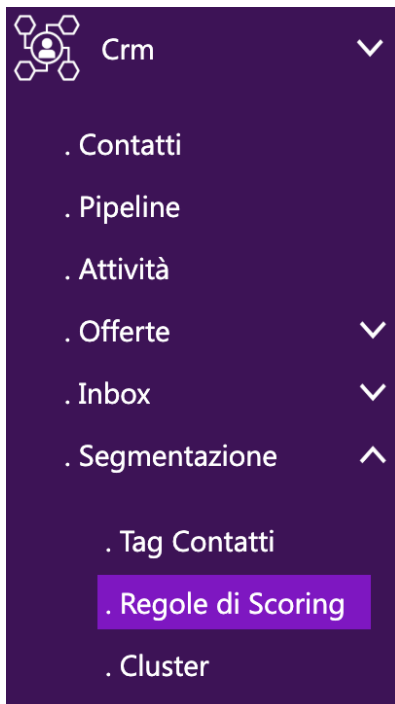 Crm
. Contatti
. Pipeline
. Attività
. Offerte
. Inbox
. Segmentazione
. Tag Contatti
. Regole di Scoring
. Cluster